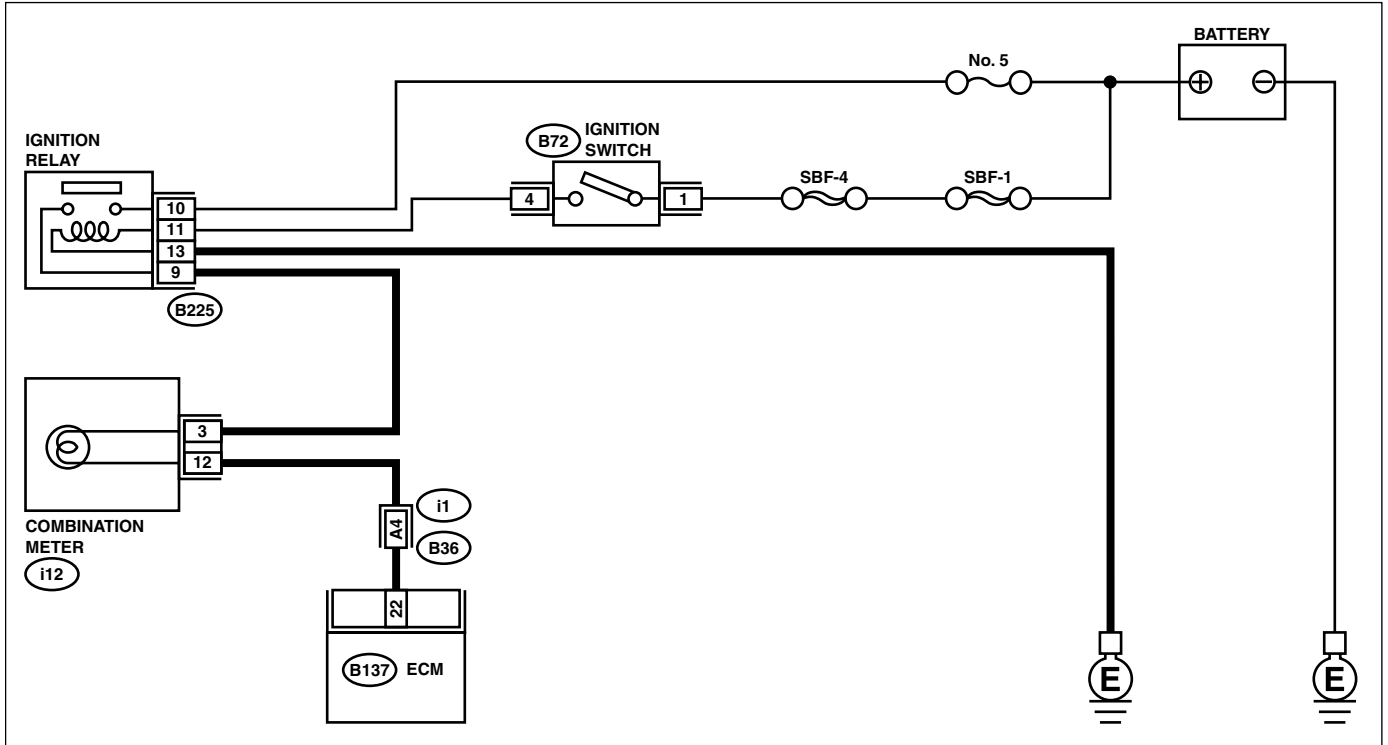 BATTERY
No. 5
+
−
IGNITION
RELAY
B72
IGNITION
SWITCH
SBF-4
SBF-1
4
1
10
11
13
9
B225
3
12
COMBINATION
METER
i12
i1
A4
B36
22
B137
ECM
E
E